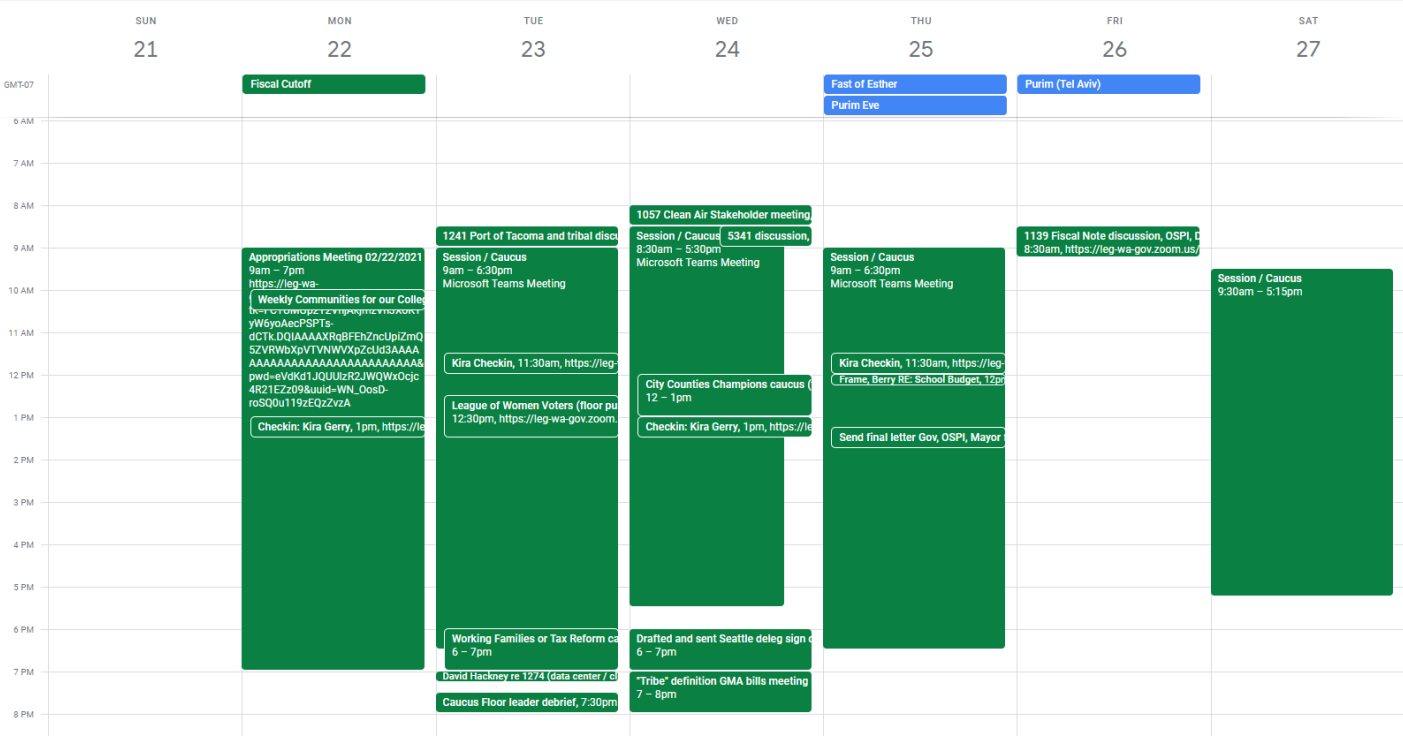 SUN
MON
TUE
WED
THU
FRI
SAT
21
22
23
24
25
26
27
GMT-07
Fiscal Cutoff
Fast of Esther
Purim Eve
Purim (Tel Aviv)
6 AM
7 AM
8 AM
9 AM
10 AM
11 AM
12 PM
1 PM
2 PM
3 PM
4 PM
5 PM
6 PM
7 PM
8 PM
Appropriations Meeting 02/22/2021
9am – 7pm
https://leg-wa-
Weekly Communities for our Colleg
yW6yoAecPSPTs-
dCTk.DQIAAAAXRqBFEhZncUpiZmQ
5ZVRWbXpVTVNWVXpZcUd3AAAA
AAAAAAAAAAAAAAAAAAAAAAAA&
pwd=eVdKd1JQUUlzR2JWQWxOcjc
4R21EZz09&uuid=WN_OosD-
roSQ0u119zEQzZvzA
Checkin: Kira Gerry, 1pm, https://le
1241 Port of Tacoma and tribal discu
Session / Caucus
9am – 6:30pm
Microsoft Teams Meeting
Kira Checkin, 11:30am, https://leg-
League of Women Voters (floor pu
12:30pm, https://leg-wa-gov.zoom.
Working Families or Tax Reform ca
6 – 7pm
David Hackney re 1274 (data center / cl
Caucus Floor leader debrief, 7:30pm
1057 Clean Air Stakeholder meeting,
Session / Caucus
5341 discussion,
8:30am – 5:30pm
Microsoft Teams Meeting
City Counties Champions caucus (
12 – 1pm
Checkin: Kira Gerry, 1pm, https://le
Drafted and sent Seattle deleg sign o
6 – 7pm
"Tribe" definition GMA bills meeting
7 – 8pm
Session / Caucus
9am – 6:30pm
Microsoft Teams Meeting
Kira Checkin, 11:30am, https://leg-
Frame, Berry RE: School Budget, 12pm
Send final letter Gov, OSPI, Mayor
1139 Fiscal Note discussion, OSPI, D
8:30am, https://leg-wa-gov.zoom.us/
Session / Caucus
9:30am – 5:15pm